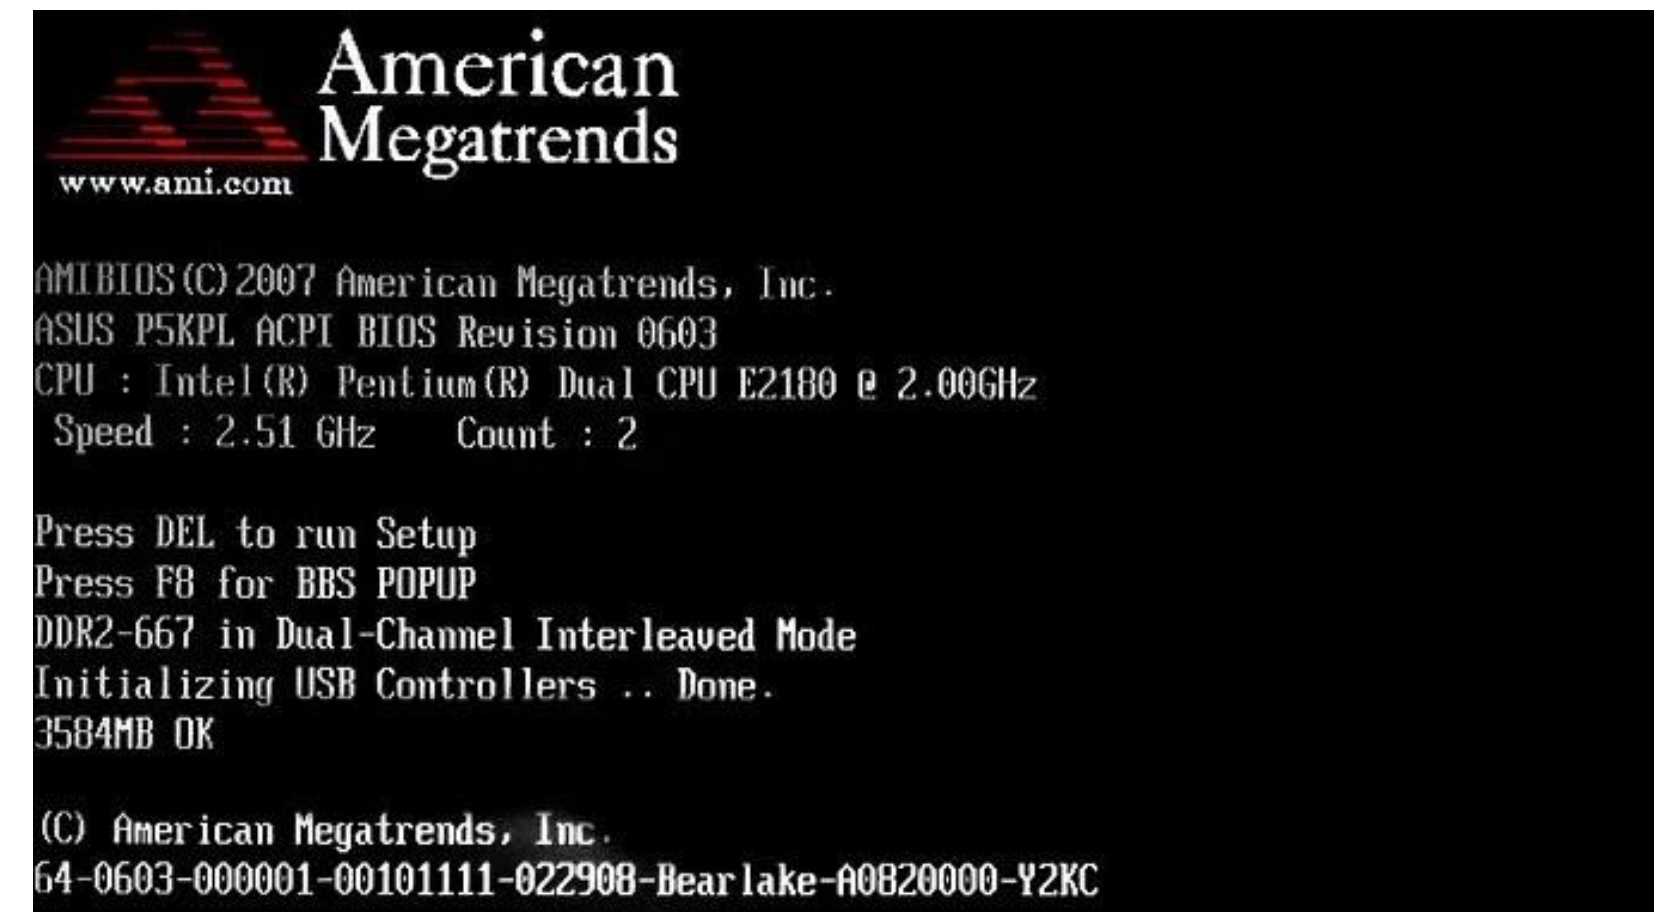 American
Megatrends
www.ami.com
AMIBIOS(C)2007 American Megatrends, Inc.
ASUS P5KPL ACPI BIOS Revision 0603
CPU : Intel(R) Pentium(R) Dual CPU E2180 @ 2.00GHz
Speed : 2.51 GHz Count : 2
Press DEL to run Setup
Press F8 for BBS POPUP
DDR2-667 in Dual-Channel Interleaved Mode
Initializing USB Controllers .. Done.
3584MB OK
(C) American Megatrends, Inc.
64-0603-000001-00101111-022908-Bearlake-A0820000-Y2KC